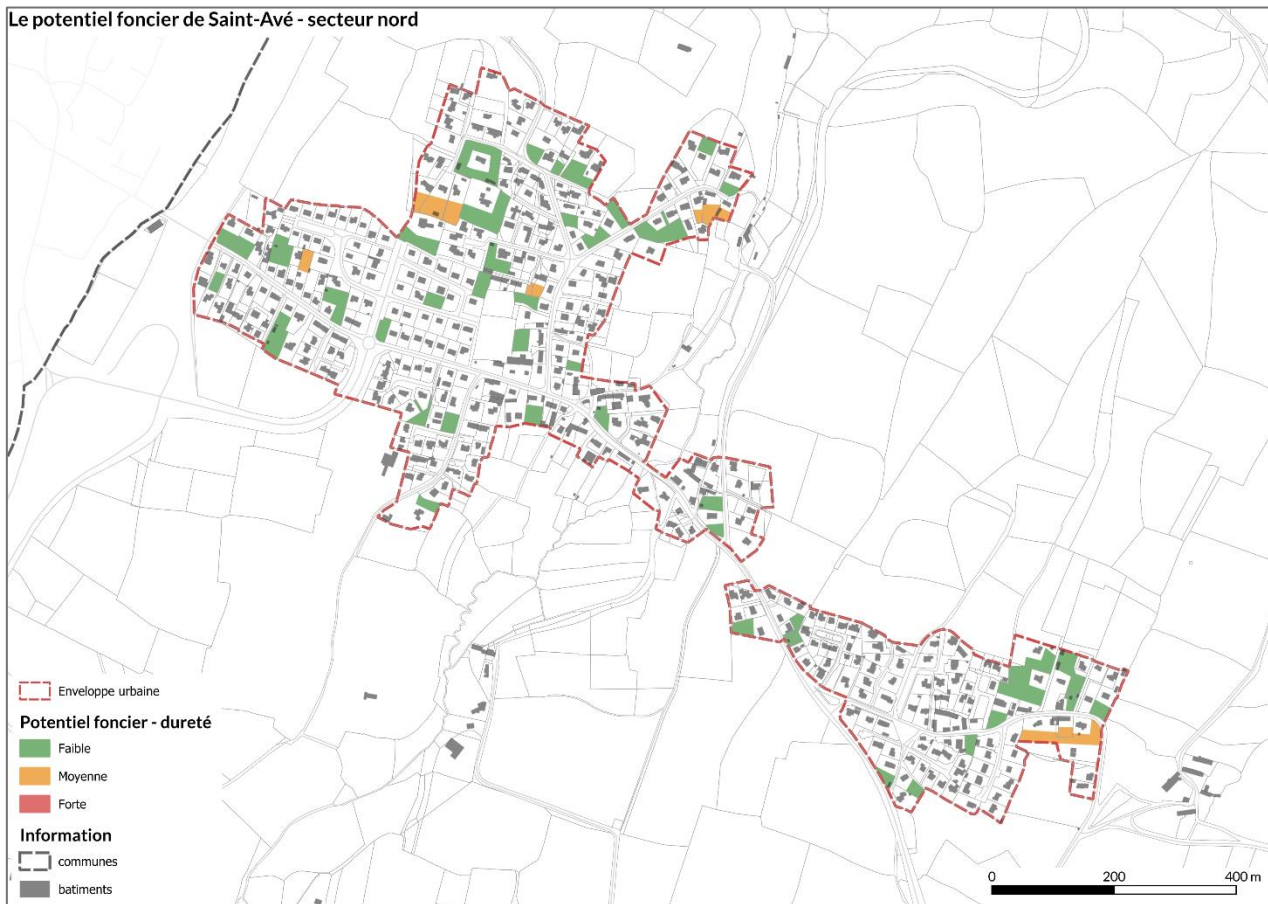 Le potentiel foncier de Saint-Avé - secteur nord
Enveloppe urbaine
Potentiel foncier - dureté
Faible
Moyenne
Forte
Information
communes
batiments
0 200 400 m